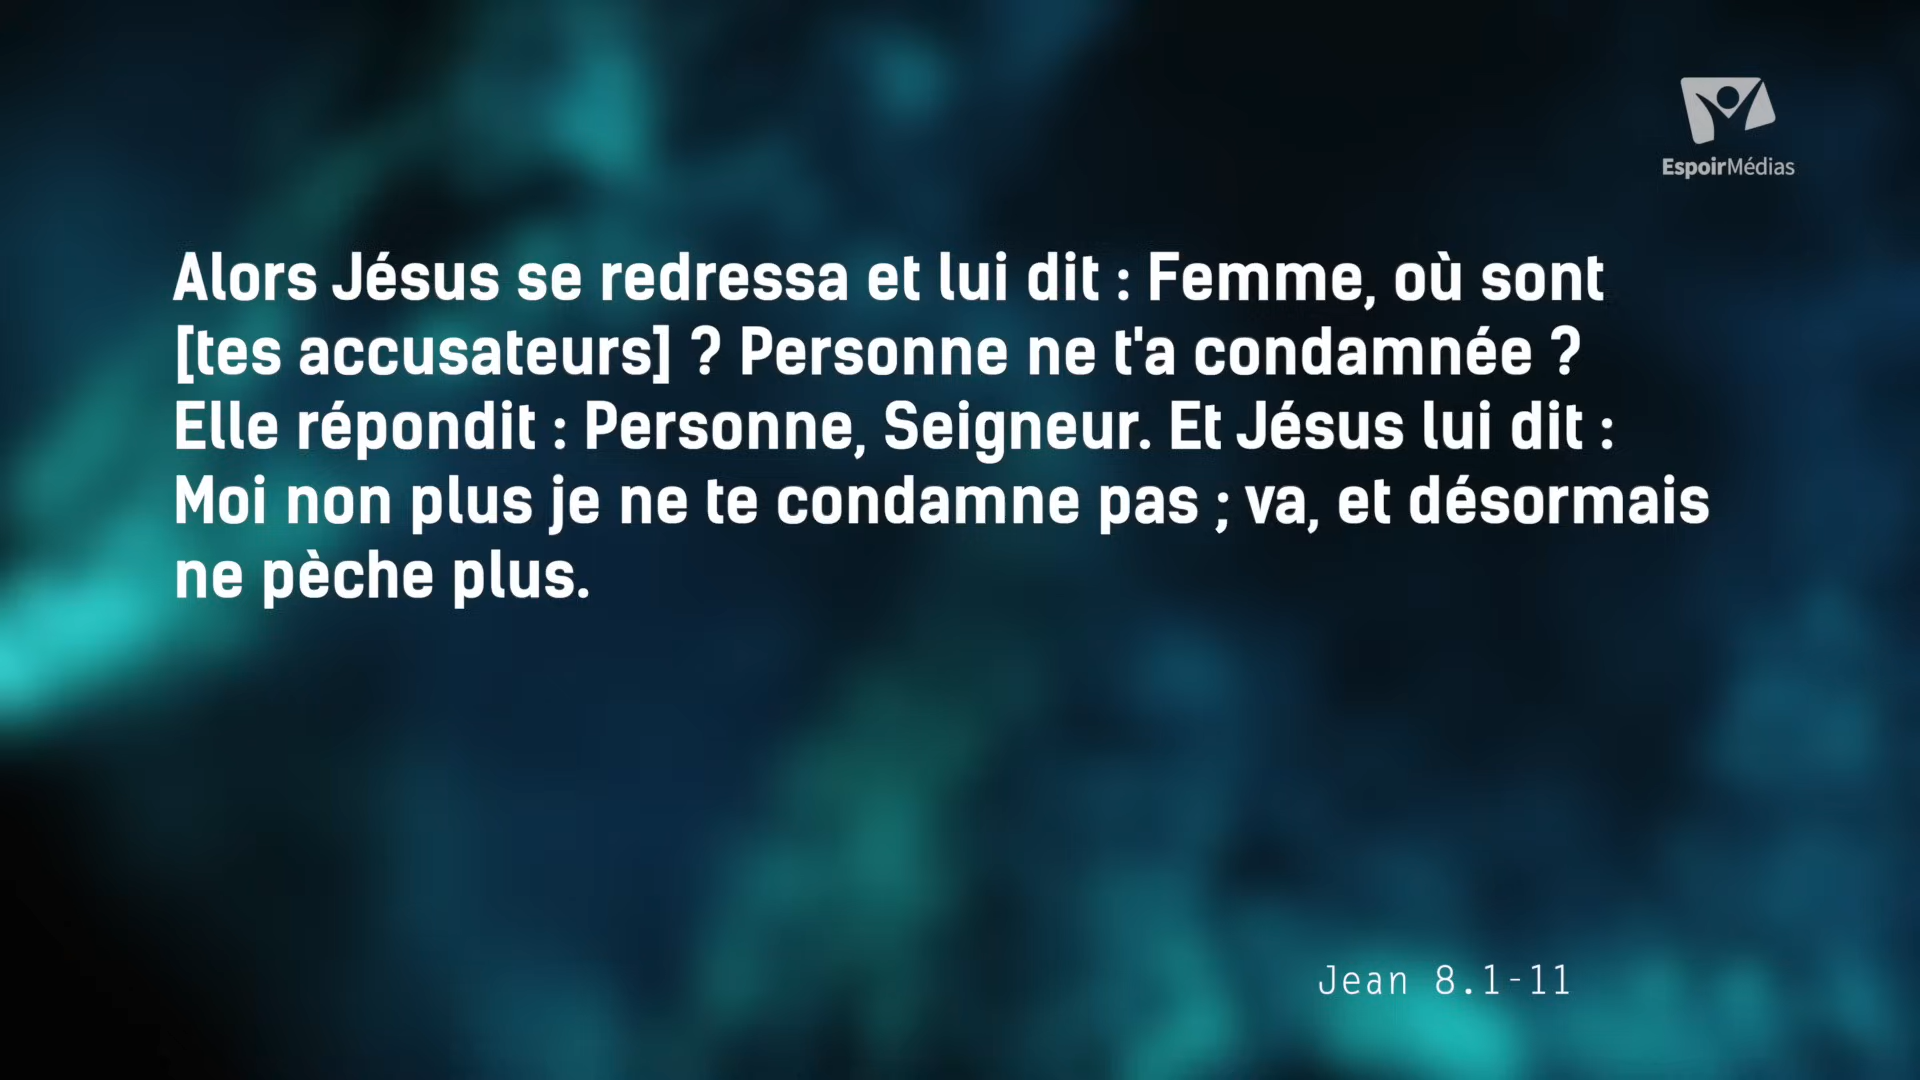 EspoirMédias
Alors Jésus se redressa et lui dit : Femme, où sont
[tes accusateurs] ? Personne ne t'a condamnée ?
Elle répondit : Personne, Seigneur. Et Jésus lui dit :
Moi non plus je ne te condamne pas ; va, et désormais
ne pèche plus.
Jean 8.1-11